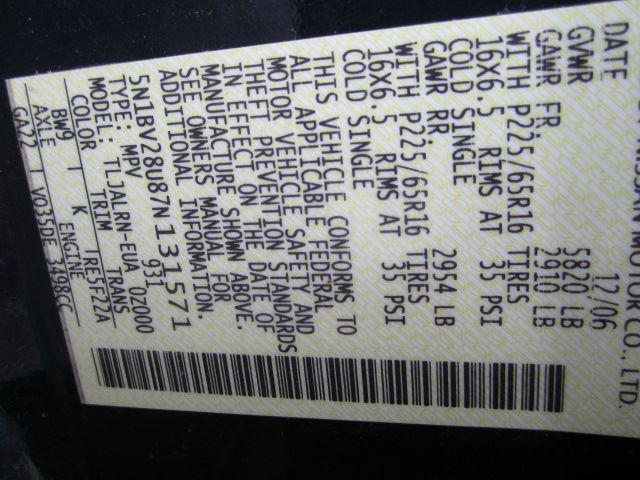 MOTOR CO., LTD.
DATE 12/06
GVWR 5820 LB
GAWR FR. 2910 LB
WITH P225/65R16 TIRES
16X6.5 RIMS AT 35 PSI
COLD SINGLE
GAWR RR. 2954 LB
WITH P225/65R16 TIRES
16X6.5 RIMS AT 35 PSI
COLD SINGLE
THIS VEHICLE CONFORMS TO
ALL APPLICABLE FEDERAL
MOTOR VEHICLE SAFETY AND
THEFT PREVENTION STANDARDS
IN EFFECT ON THE DATE OF
MANUFACTURE SHOWN ABOVE.
SEE OWNERS MANUAL FOR
ADDITIONAL INFORMATION.
5N1BV28U87N131571
TYPE: MPV 931
MODEL: TLJALRN-EUA 0Z000
COLOR TRIM TRANS
BW9 K RE5F22A
AXLE ENGINE
GA22 VQ35DE 3498CC